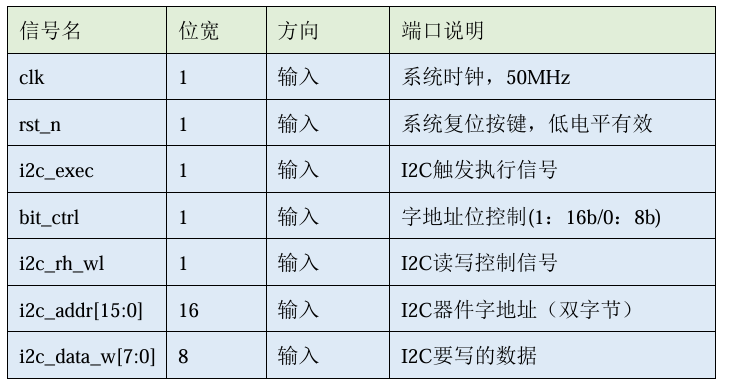 信号名 位宽 方向 端口说明
clk 1 输入 系统时钟，50MHz
rst_n 1 输入 系统复位按键，低电平有效
i2c_exec 1 输入 I2C触发执行信号
bit_ctrl 1 输入 字地址位控制(1：16b/0：8b)
i2c_rh_wl 1 输入 I2C读写控制信号
i2c_addr[15:0] 16 输入 I2C器件字地址（双字节）
i2c_data_w[7:0] 8 输入 I2C要写的数据